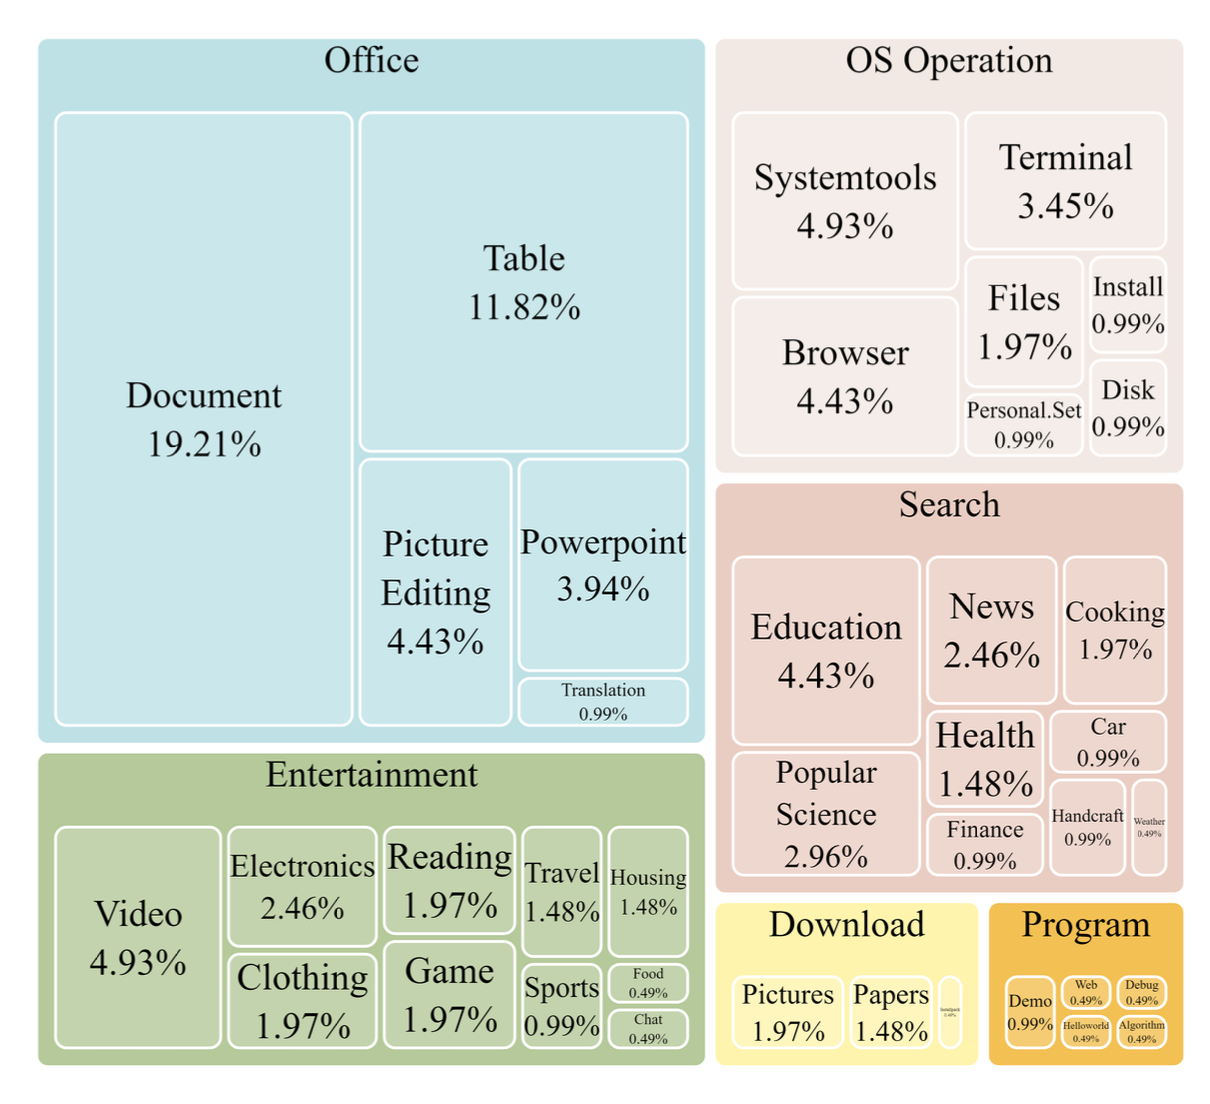 Office
Document
19.21%
Table
11.82%
Picture
Editing
4.43%
Powerpoint
3.94%
Translation
0.99%
OS Operation
Systemtools
4.93%
Terminal
3.45%
Browser
4.43%
Files
1.97%
Install
0.99%
Personal.Set
0.99%
Disk
0.99%
Search
Education
4.43%
News
2.46%
Cooking
1.97%
Popular
Science
2.96%
Health
1.48%
Car
0.99%
Finance
0.99%
Handcraft
0.99%
Weather
0.49%
Entertainment
Video
4.93%
Electronics
2.46%
Clothing
1.97%
Reading
1.97%
Game
1.97%
Travel
1.48%
Housing
1.48%
Sports
0.99%
Food
0.49%
Chat
0.49%
Download
Pictures
1.97%
Papers
1.48%
0.49%
Program
Demo
0.99%
Web
0.49%
Debug
0.49%
Helloworld
0.49%
Algorithm
0.49%